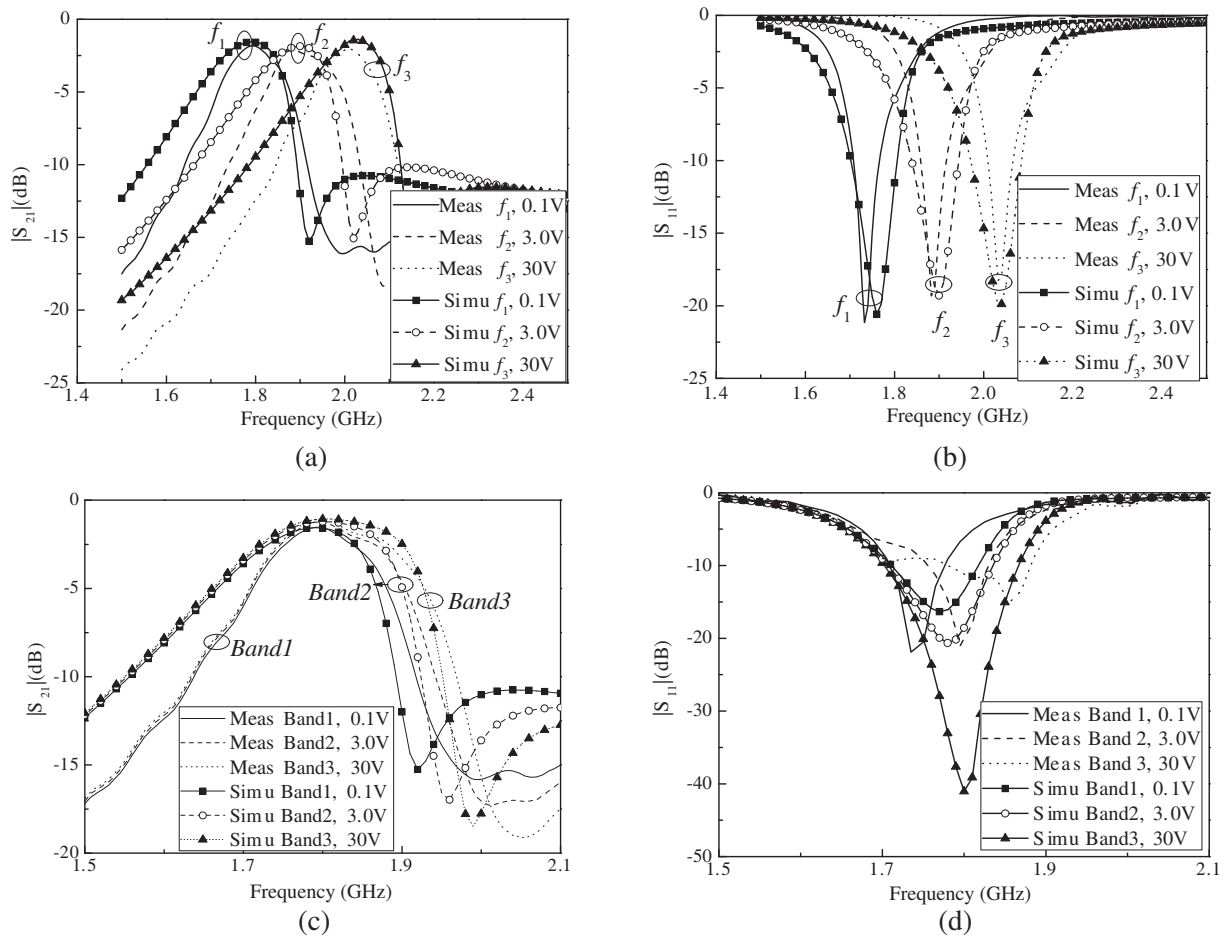 0
-5
-10
-15
-20
-25
|S21|(dB)
1.4 1.6 1.8 2.0 2.2 2.4
Frequency (GHz)
f1
f2
f3
Meas f1, 0.1V
Meas f2, 3.0V
Meas f3, 30V
Simu f1, 0.1V
Simu f2, 3.0V
Simu f3, 30V
(a)
0
-5
-10
-15
-20
-25
|S11|(dB)
1.4 1.6 1.8 2.0 2.2 2.4
Frequency (GHz)
f1
f2
f3
Meas f1, 0.1V
Meas f2, 3.0V
Meas f3, 30V
Simu f1, 0.1V
Simu f2, 3.0V
Simu f3, 30V
(b)
0
-5
-10
-15
-20
|S21|(dB)
1.5 1.7 1.9 2.1
Frequency (GHz)
Band2
Band3
Band1
Meas Band1, 0.1V
Meas Band2, 3.0V
Meas Band3, 30V
Simu Band1, 0.1V
Simu Band2, 3.0V
Simu Band3, 30V
(c)
0
-10
-20
-30
-40
-50
|S11|(dB)
1.5 1.7 1.9 2.1
Frequency (GHz)
Meas Band 1, 0.1V
Meas Band 2, 3.0V
Meas Band 3, 30V
Simu Band1, 0.1V
Simu Band2, 3.0V
Simu Band3, 30V
(d)